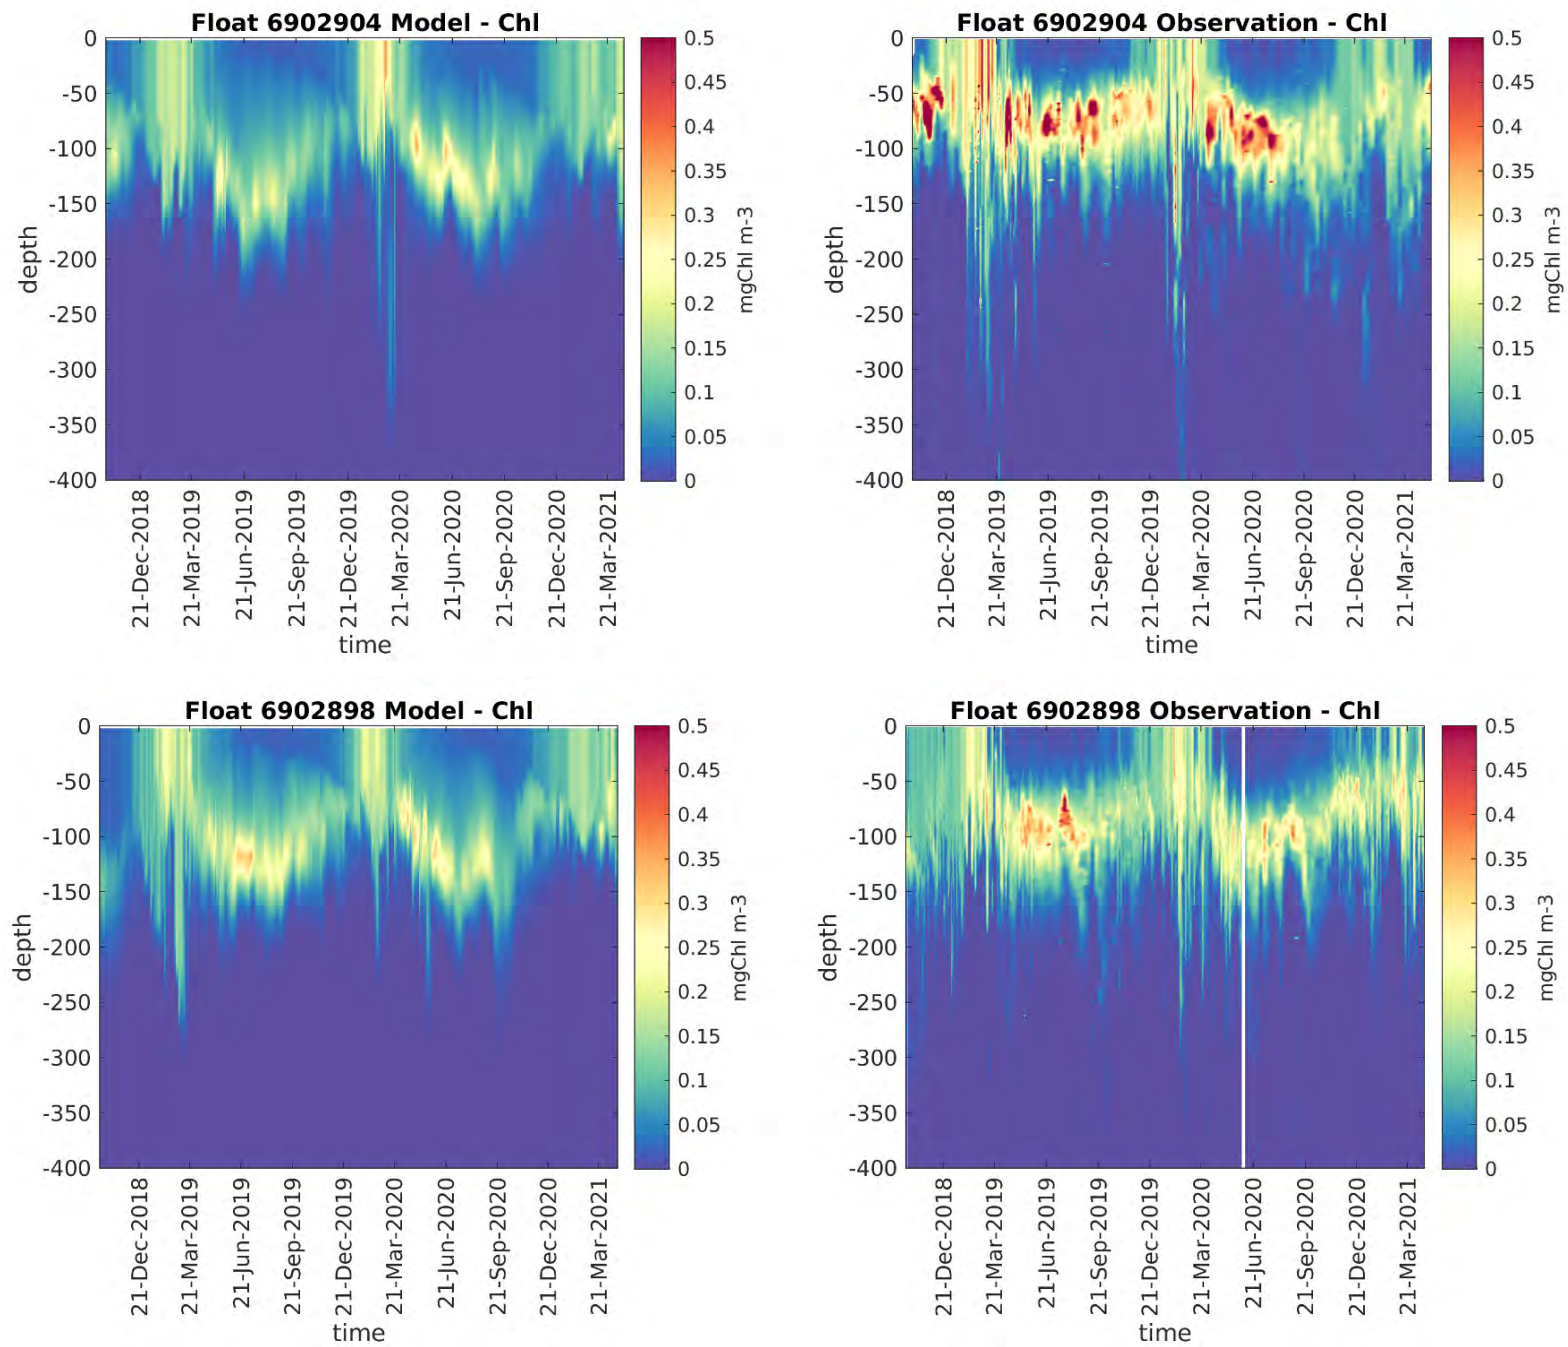 Float 6902904 Model - Chl
0
-50
-100
-150
-200
-250
-300
-350
-400
depth
21-Dec-2018
21-Mar-2019
21-Jun-2019
21-Sep-2019
21-Dec-2019
21-Mar-2020
21-Jun-2020
21-Sep-2020
21-Dec-2020
21-Mar-2021
time
0.5
0.45
0.4
0.35
0.3
0.25
0.2
0.15
0.1
0.05
0
mgChl m-3
Float 6902904 Observation - Chl
0
-50
-100
-150
-200
-250
-300
-350
-400
depth
21-Dec-2018
21-Mar-2019
21-Jun-2019
21-Sep-2019
21-Dec-2019
21-Mar-2020
21-Jun-2020
21-Sep-2020
21-Dec-2020
21-Mar-2021
time
0.5
0.45
0.4
0.35
0.3
0.25
0.2
0.15
0.1
0.05
0
mgChl m-3
Float 6902898 Model - Chl
0
-50
-100
-150
-200
-250
-300
-350
-400
depth
21-Dec-2018
21-Mar-2019
21-Jun-2019
21-Sep-2019
21-Dec-2019
21-Mar-2020
21-Jun-2020
21-Sep-2020
21-Dec-2020
21-Mar-2021
time
0.5
0.45
0.4
0.35
0.3
0.25
0.2
0.15
0.1
0.05
0
mgChl m-3
Float 6902898 Observation - Chl
0
-50
-100
-150
-200
-250
-300
-350
-400
depth
21-Dec-2018
21-Mar-2019
21-Jun-2019
21-Sep-2019
21-Dec-2019
21-Mar-2020
21-Jun-2020
21-Sep-2020
21-Dec-2020
21-Mar-2021
time
0.5
0.45
0.4
0.35
0.3
0.25
0.2
0.15
0.1
0.05
0
mgChl m-3